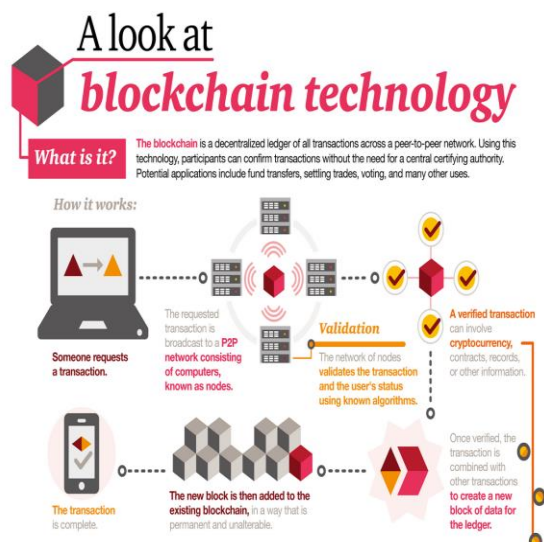 A look at
blockchain technology
What is it?
The blockchain is a decentralized ledger of all transactions across a peer-to-peer network. Using this
technology, participants can confirm transactions without the need for a central certifying authority.
Potential applications include fund transfers, settling trades, voting, and many other uses.
How it works:
Someone requests
a transaction.
The requested
transaction is
broadcast to a P2P
network consisting
of computers,
known as nodes.
Validation
The network of nodes
validates the transaction
and the user's status
using known algorithms.
A verified transaction
can involve
cryptocurrency,
contracts, records,
or other information.
Once verified, the
transaction is
combined with
other transactions
to create a new
block of data for
the ledger.
The new block is then added to the
existing blockchain, in a way that is
permanent and unalterable.
The transaction
is complete.